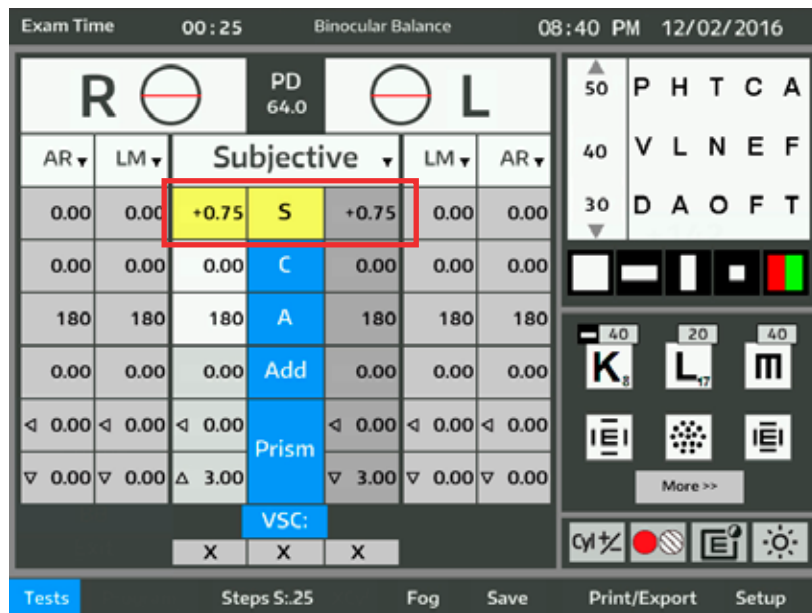 Exam Time 00:25 Binocular Balance 08:40 PM 12/02/2016
R PD 64.0 L
AR LM Subjective LM AR
0.00 0.00 +0.75 S +0.75 0.00 0.00
0.00 0.00 0.00 C 0.00 0.00 0.00
180 180 180 A 180 180 180
0.00 0.00 0.00 Add 0.00 0.00 0.00
0.00 0.00 0.00 Prism 0.00 0.00 0.00
0.00 0.00 3.00 3.00 0.00 0.00
VSC:
X X X
50 P H T C A
40 V L N E F
30 D A O F T
40 20 40
K 8 L 17 m
E E
More >>
Cyl +/- E
Tests Steps S:.25 Fog Save Print/Export Setup